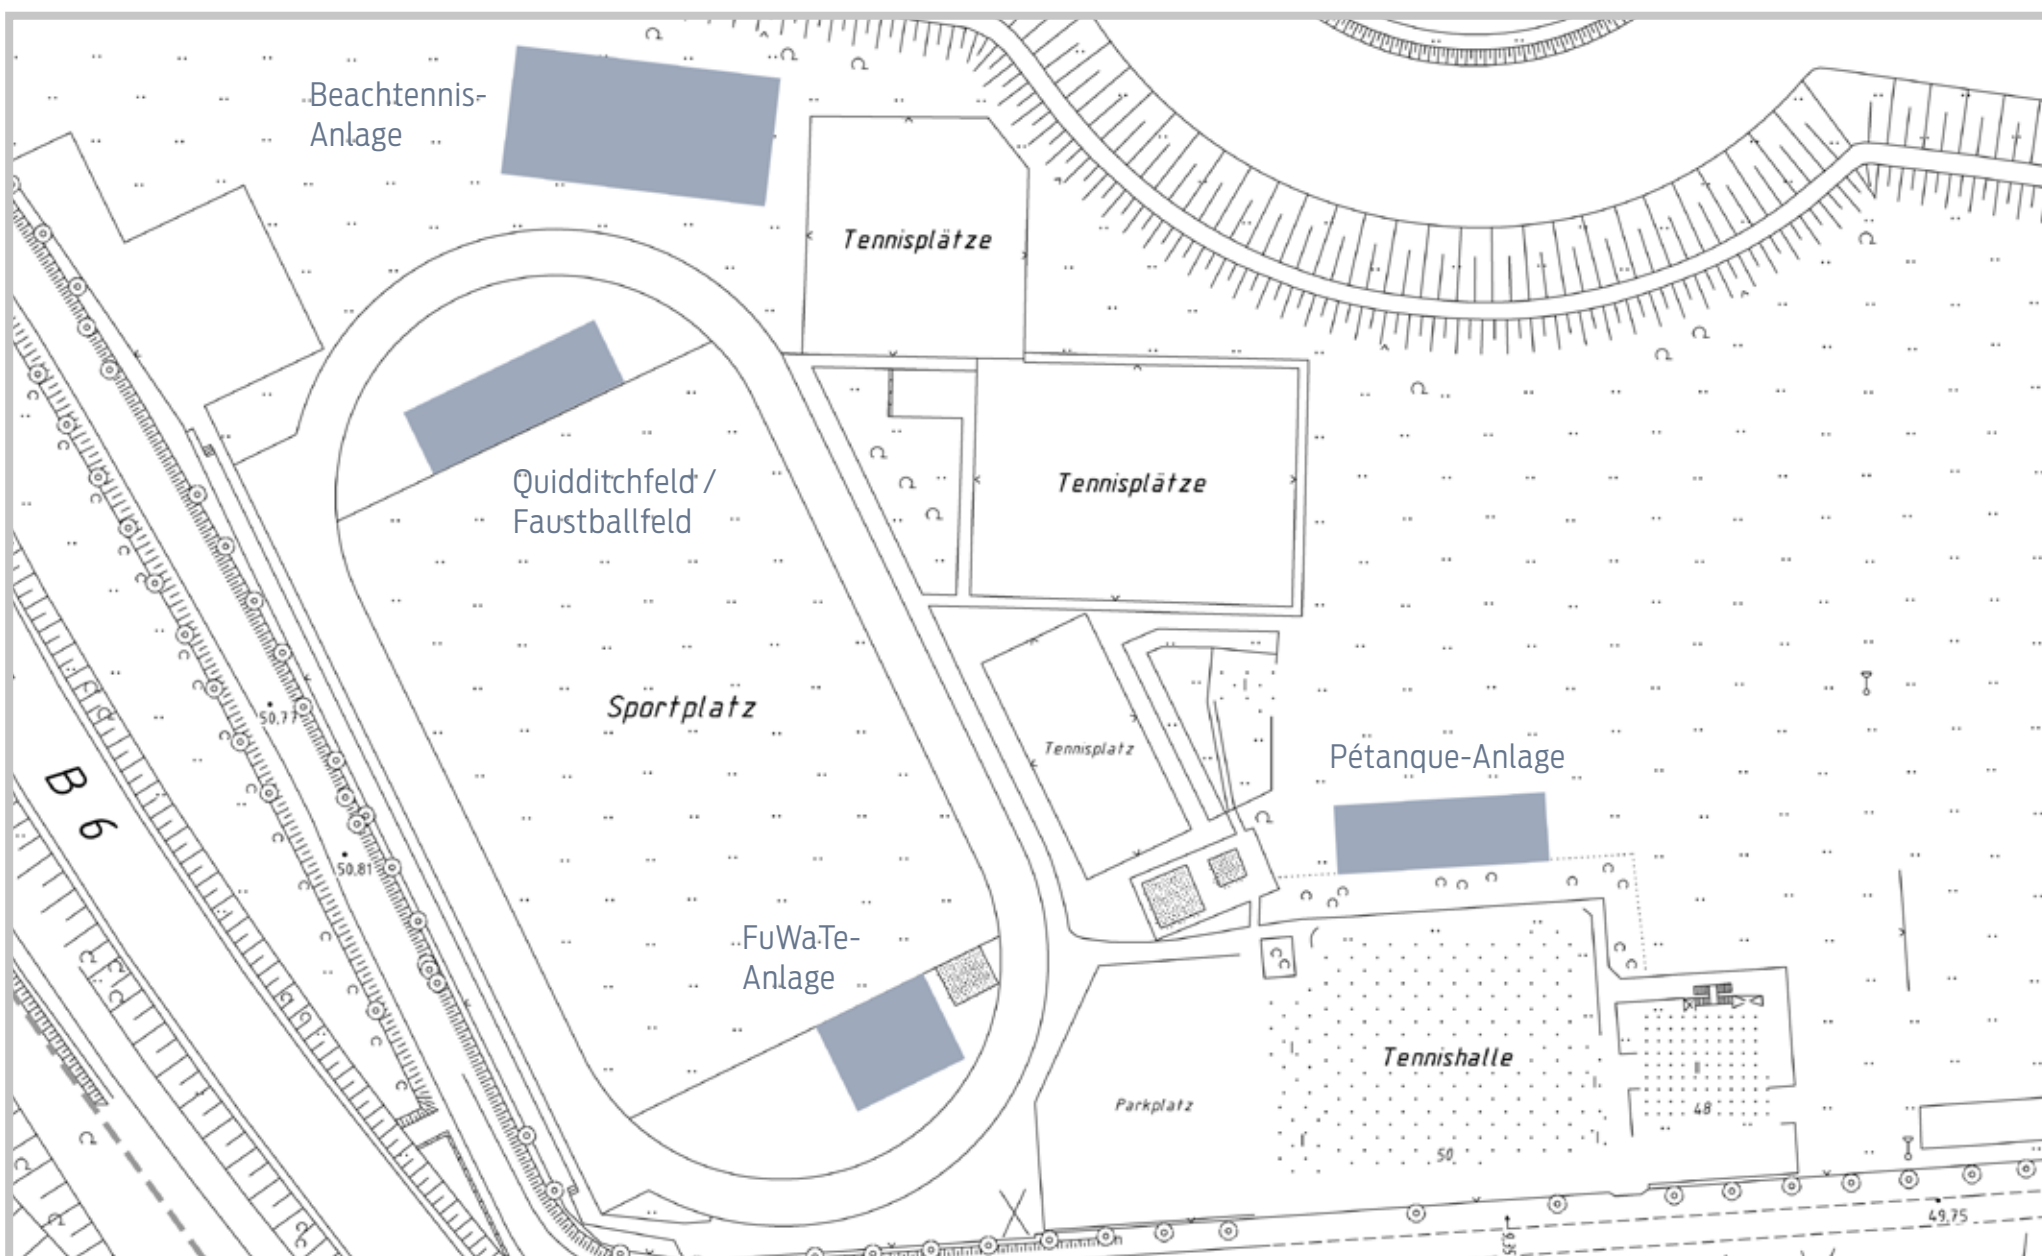 Beachtennis-
Anlage
Tennisplätze
Quidditchfeld /
Faustballfeld
Tennisplätze
Sportplatz
50,77
Tennisplatz
Pétanque-Anlage
B 6
50,81
FuWaTe-
Anlage
Tennishalle
Parkplatz
48
50
49,75